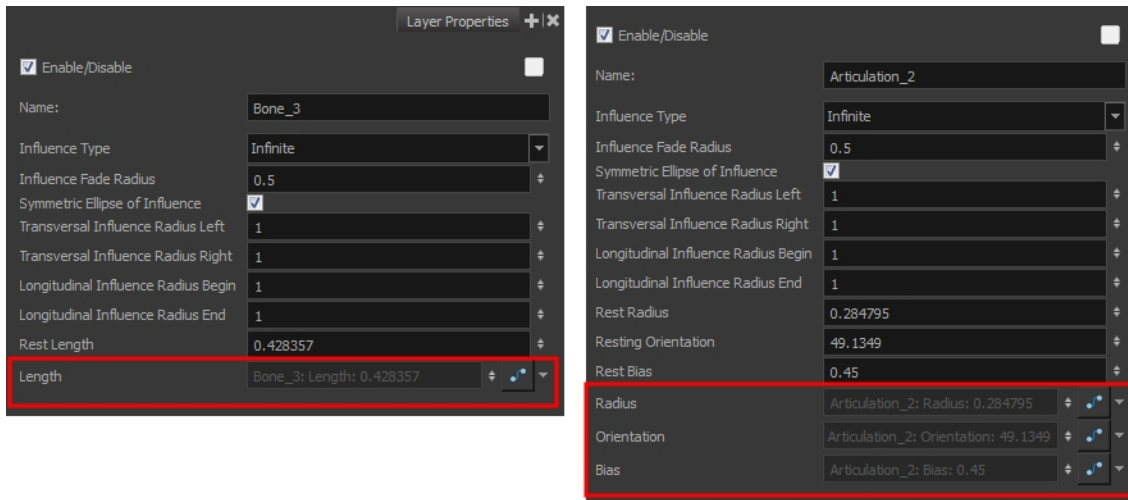 Layer Properties
Enable/Disable
Name: Bone_3
Influence Type Infinite
Influence Fade Radius 0.5
Symmetric Ellipse of Influence
Transversal Influence Radius Left 1
Transversal Influence Radius Right 1
Longitudinal Influence Radius Begin 1
Longitudinal Influence Radius End 1
Rest Length 0.428357
Length Bone_3: Length: 0.428357
Enable/Disable
Name: Articulation_2
Influence Type Infinite
Influence Fade Radius 0.5
Symmetric Ellipse of Influence
Transversal Influence Radius Left 1
Transversal Influence Radius Right 1
Longitudinal Influence Radius Begin 1
Longitudinal Influence Radius End 1
Rest Radius 0.284795
Resting Orientation 49.1349
Rest Bias 0.45
Radius Articulation_2: Radius: 0.284795
Orientation Articulation_2: Orientation: 49.1349
Bias Articulation_2: Bias: 0.45